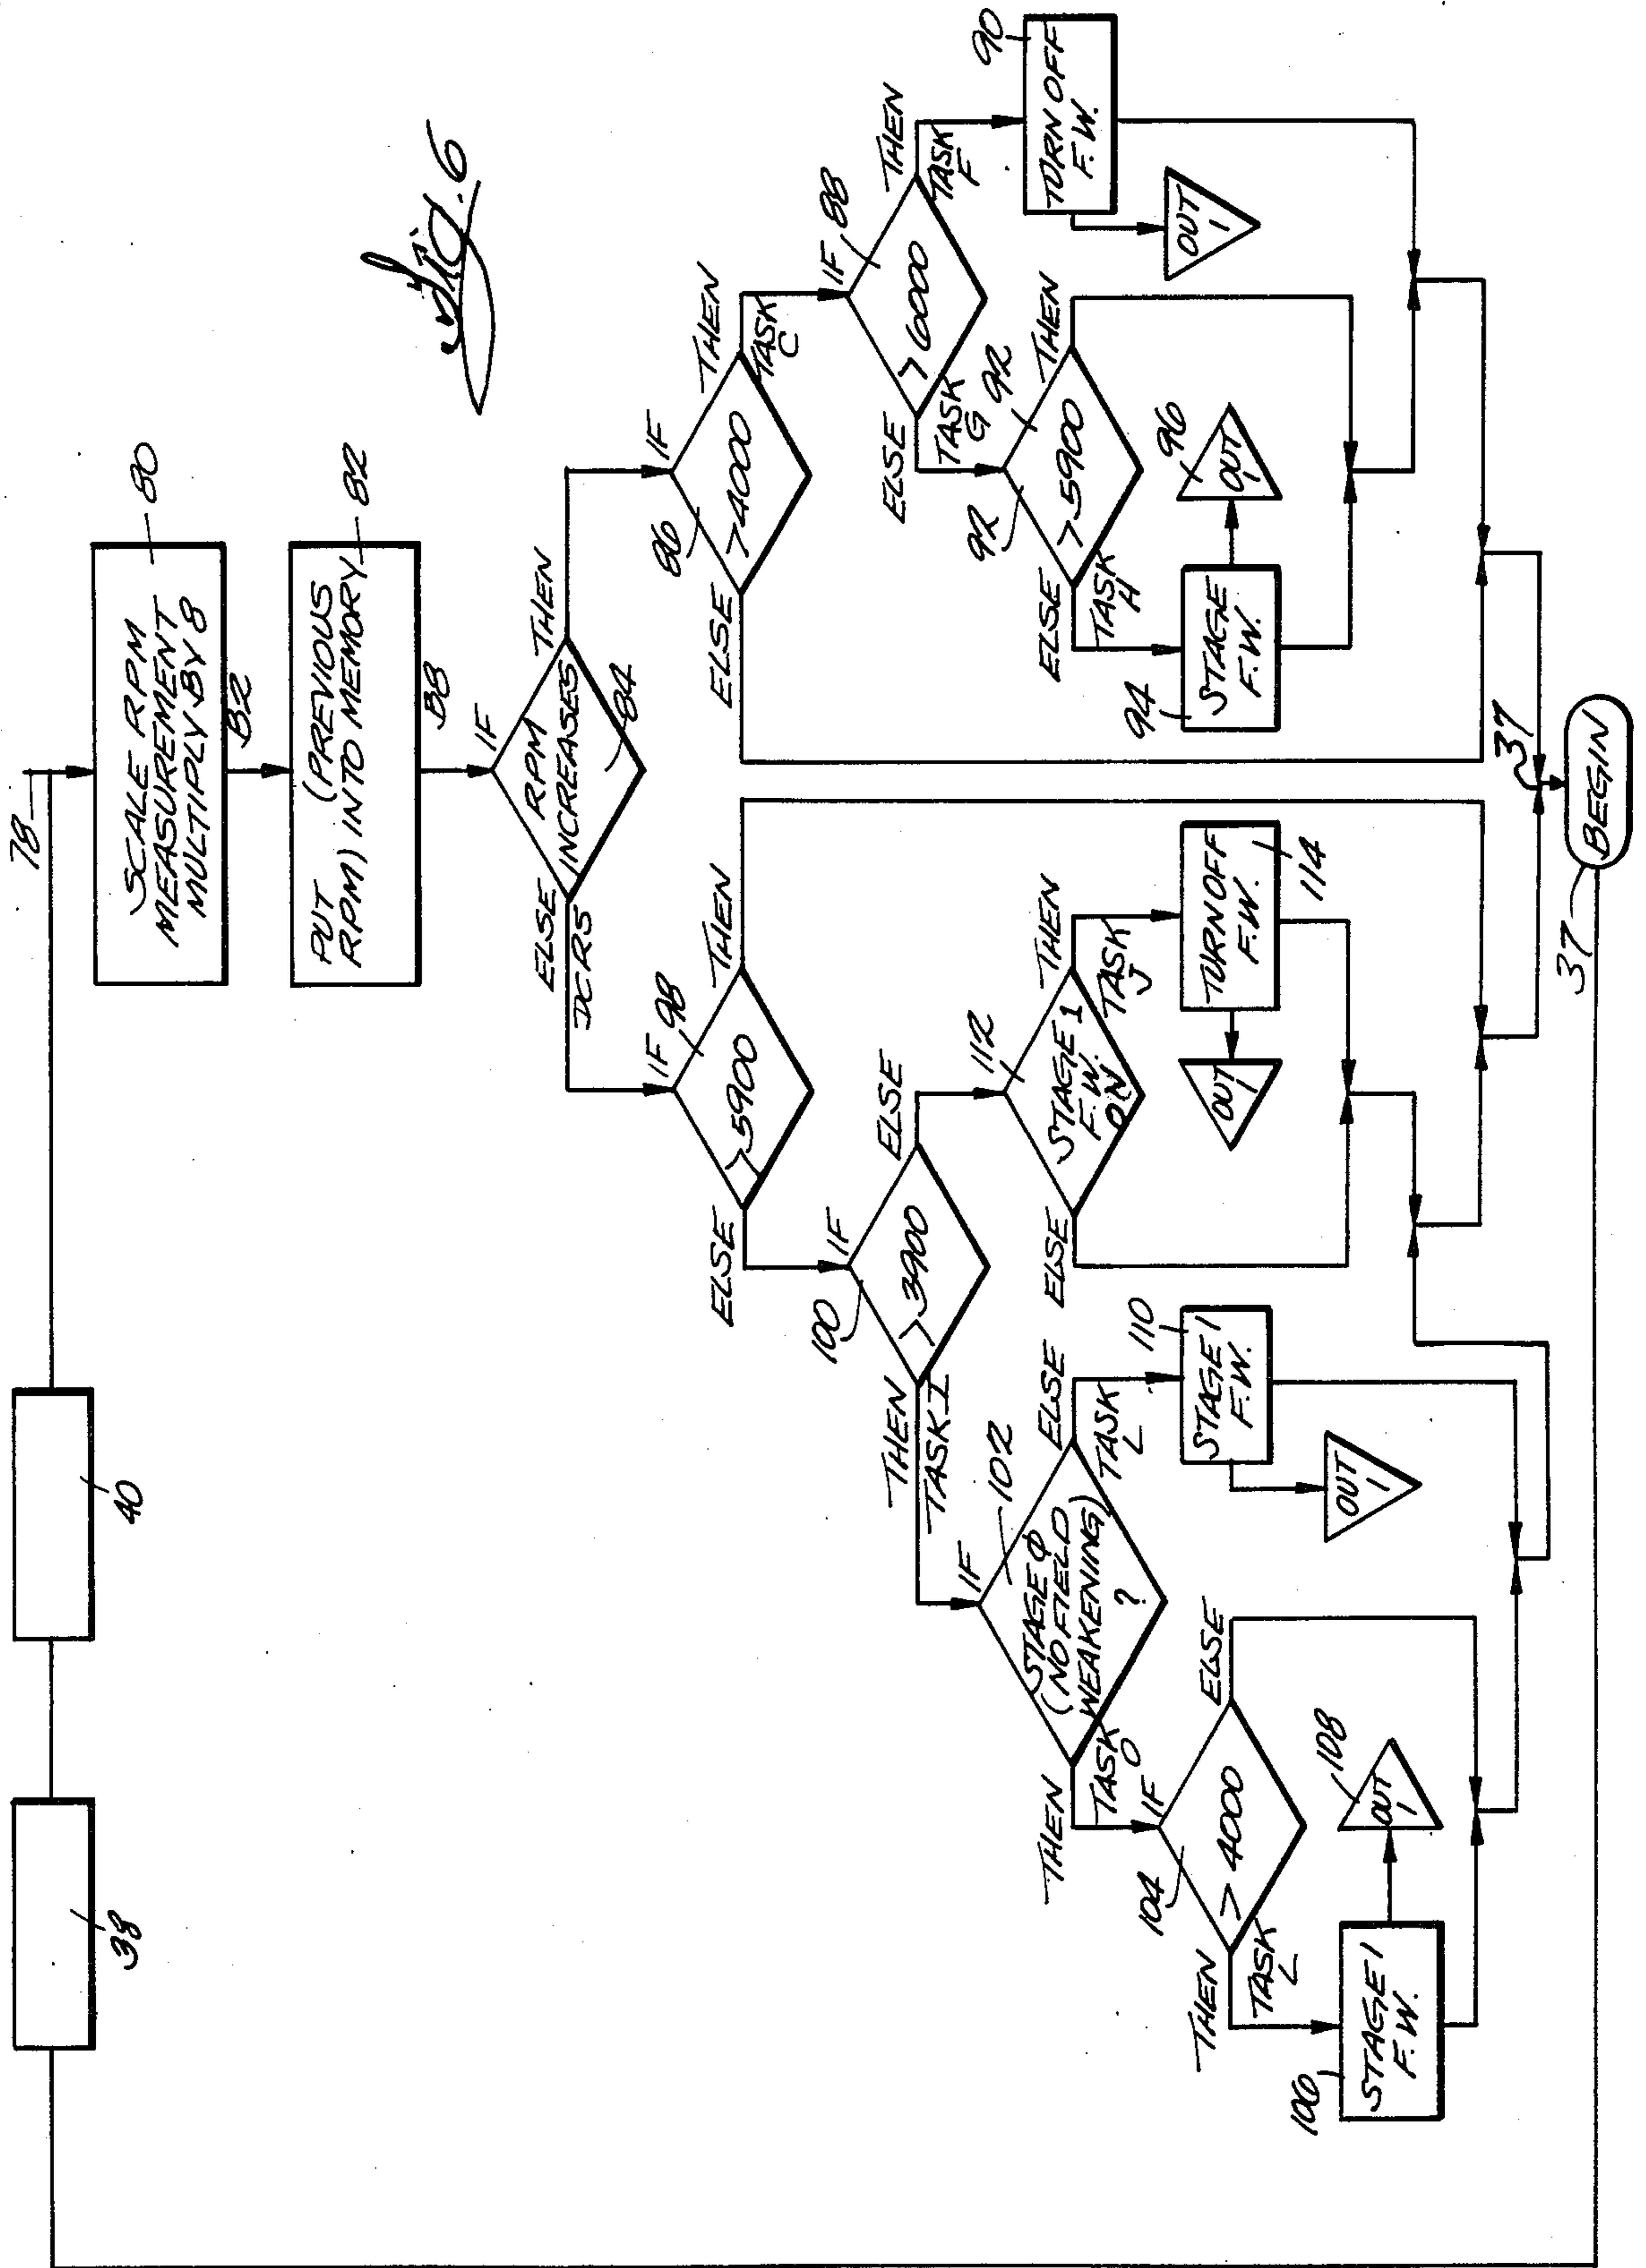 Fig. 6
78
SCALE RPM
MEASUREMENT
MULTIPLY BY 8
80
B2
PUT (PREVIOUS
RPM) INTO MEMORY
82
B8
IF
RPM
INCREASES
84
THEN
ELSE
DCRS
IF
86
> 4000
THEN
TASK
C
ELSE
IF
88
> 6000
THEN
TASK
F
ELSE
TASK
G
90
TURN OFF
F.W.
OUT
1
92
92
> 5900
THEN
ELSE
TASK
H
94
STAGE
F.W.
96
OUT
1
IF
98
> 5900
THEN
ELSE
IF
100
> 3900
ELSE
THEN
TASK I
112
STAGE 1
F.W.
ON
THEN
TASK
J
ELSE
TURN OFF
F.W.
114
OUT
1
IF
102
STAGE Φ
(NO FIELD
WEAKENING)
?
ELSE
TASK
L
THEN
TASK
O
110
STAGE 1
F.W.
OUT
1
IF
104
> 4000
ELSE
THEN
TASK
L
106
STAGE 1
F.W.
108
OUT
1
37
37
BEGIN
40
38